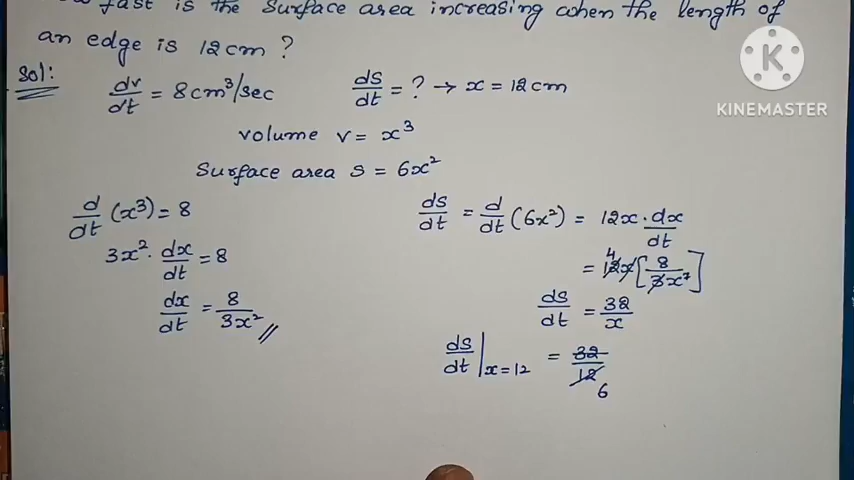 fast is the Surface area increasing when the length of
an edge is 12cm ?
Sol:
dv/dt = 8cm³/sec ds/dt = ? → x = 12cm
volume v = x³
Surface area s = 6x²
d/dt (x³) = 8
3x² · dx/dt = 8
dx/dt = 8/3x² //
ds/dt = d/dt (6x²) = 12x · dx/dt
= 12x [8/3x²] 4
ds/dt = 32/x
ds/dt | x=12 = 32/12 6
KINEMASTER